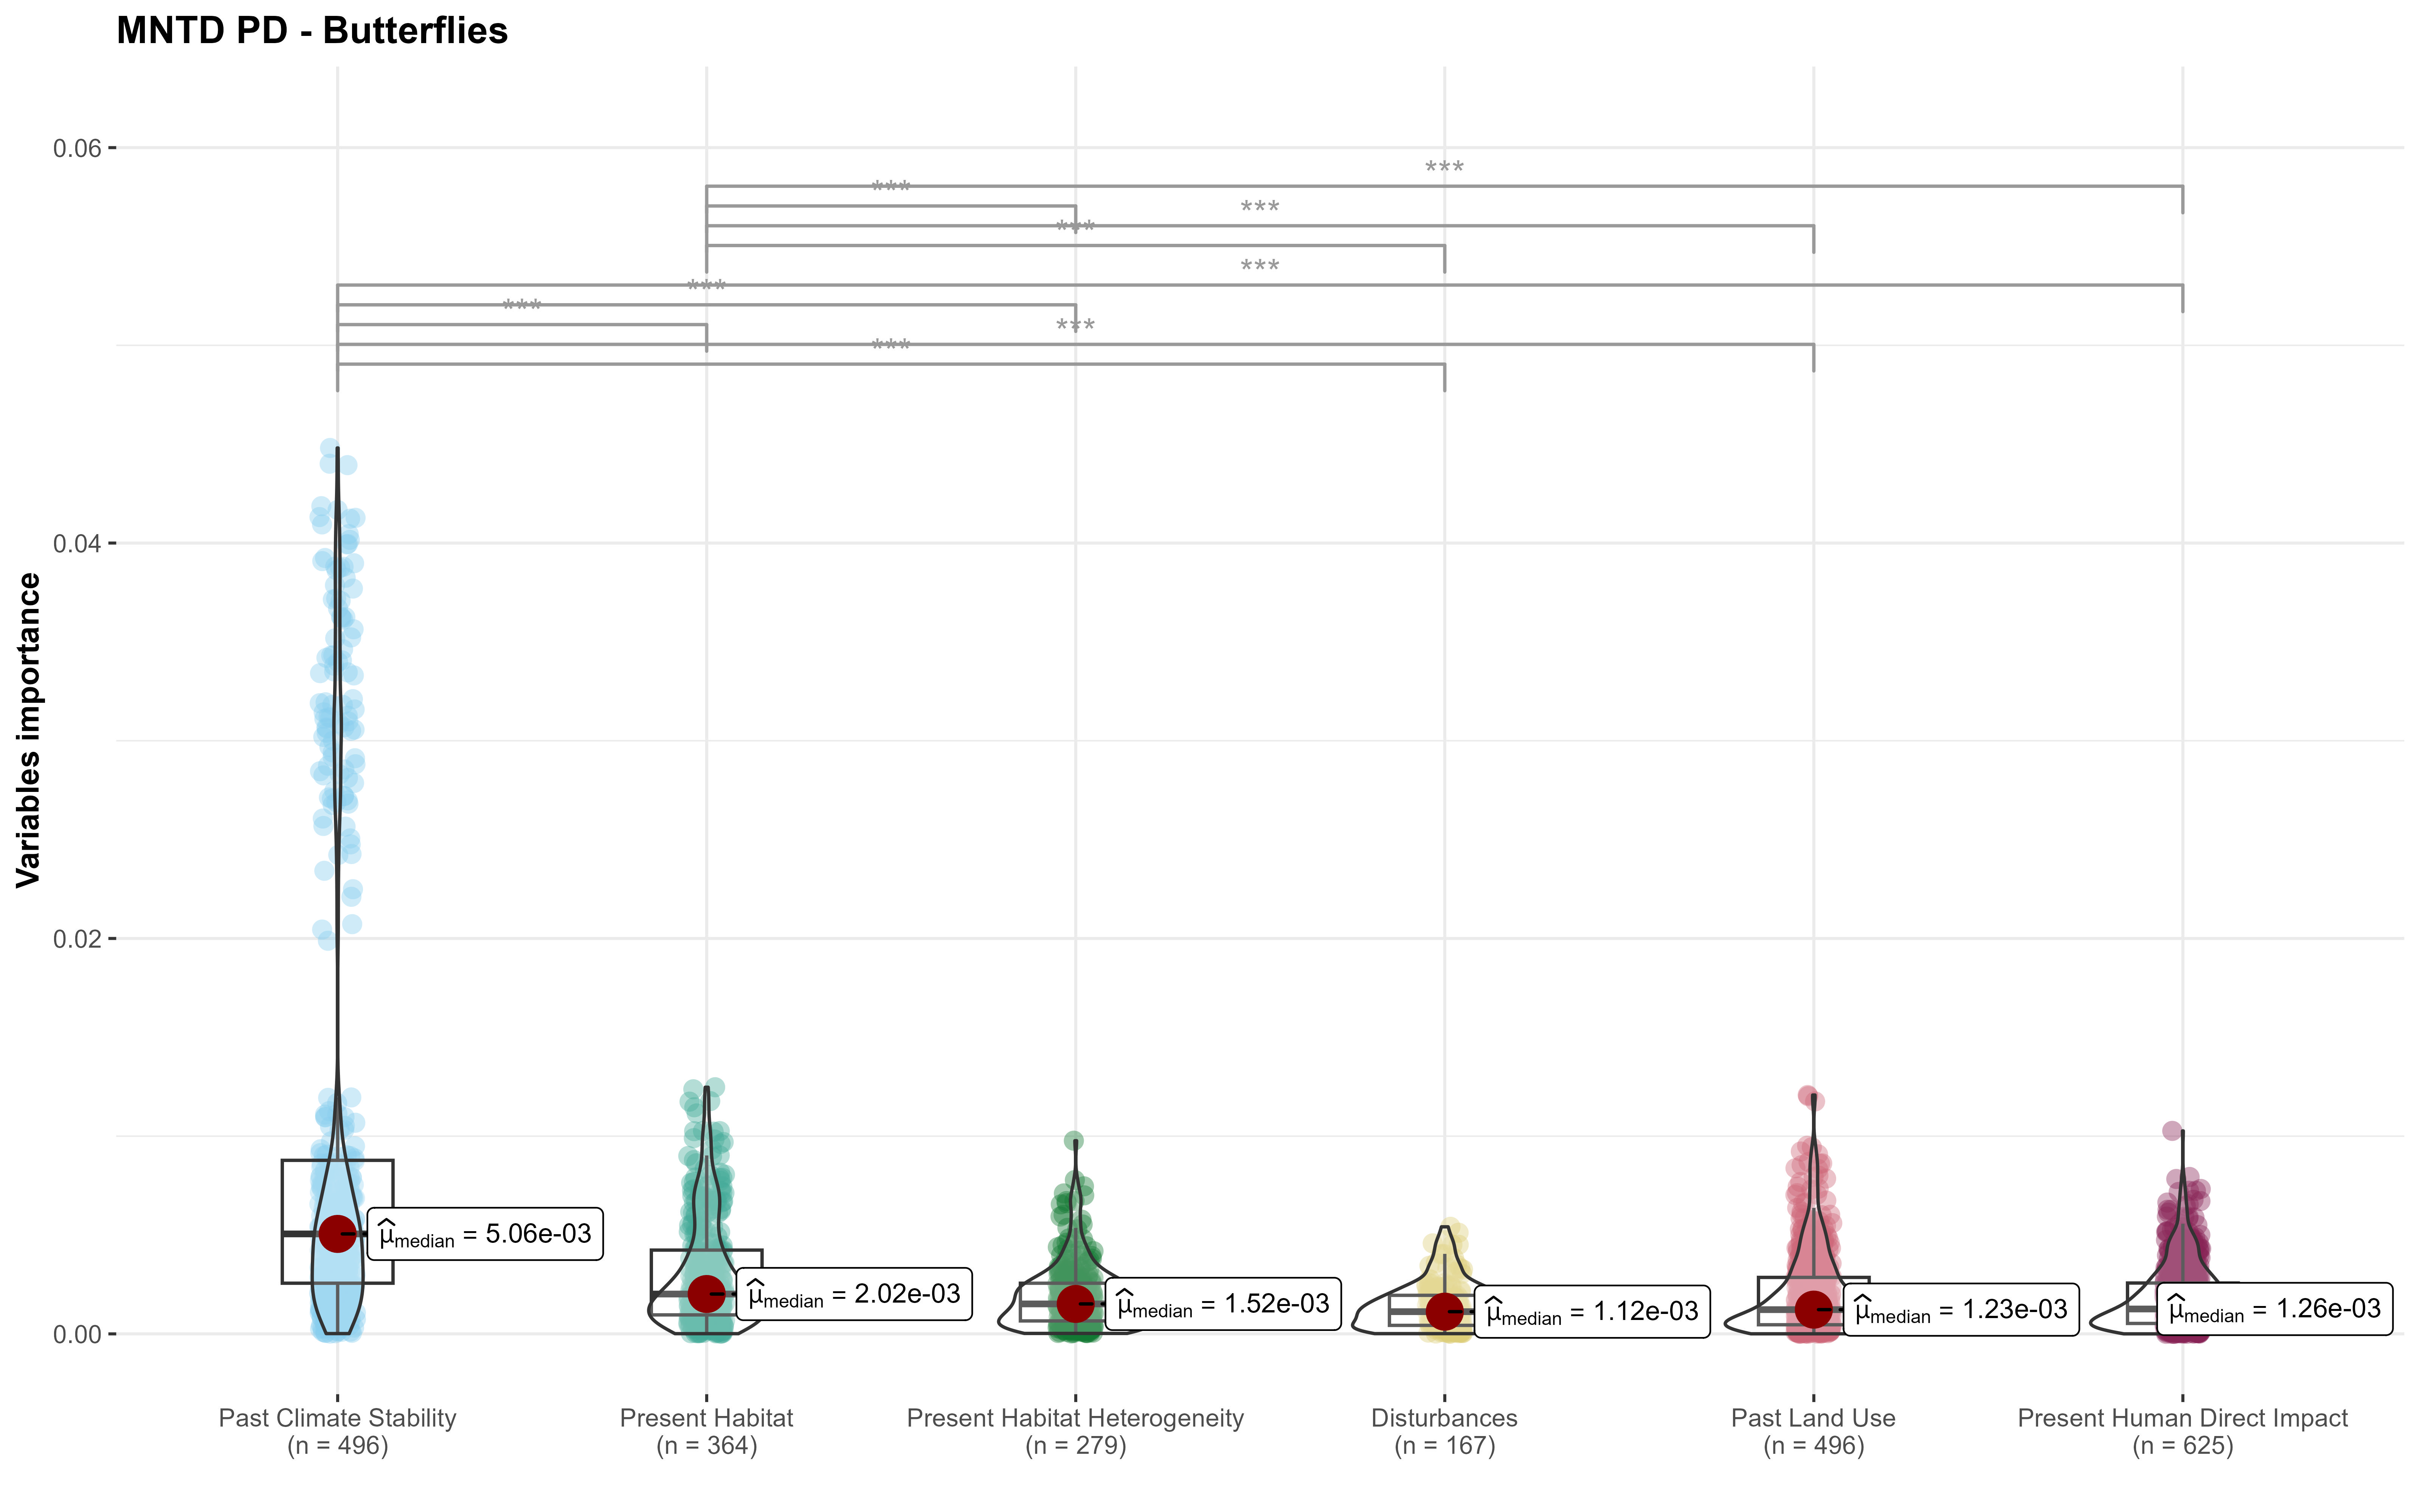 MNTD PD - Butterflies
Variables importance
0.06
0.04
0.02
0.00
***
***
***
***
***
***
***
***
***
μ̂median = 5.06e-03
μ̂median = 2.02e-03
μ̂median = 1.52e-03
μ̂median = 1.12e-03
μ̂median = 1.23e-03
μ̂median = 1.26e-03
Past Climate Stability
(n = 496)
Present Habitat
(n = 364)
Present Habitat Heterogeneity
(n = 279)
Disturbances
(n = 167)
Past Land Use
(n = 496)
Present Human Direct Impact
(n = 625)